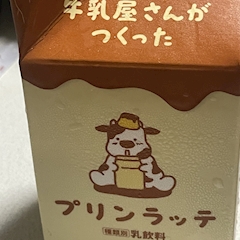 牛乳屋さんが
つくった
プリンラッテ
種類別 乳飲料